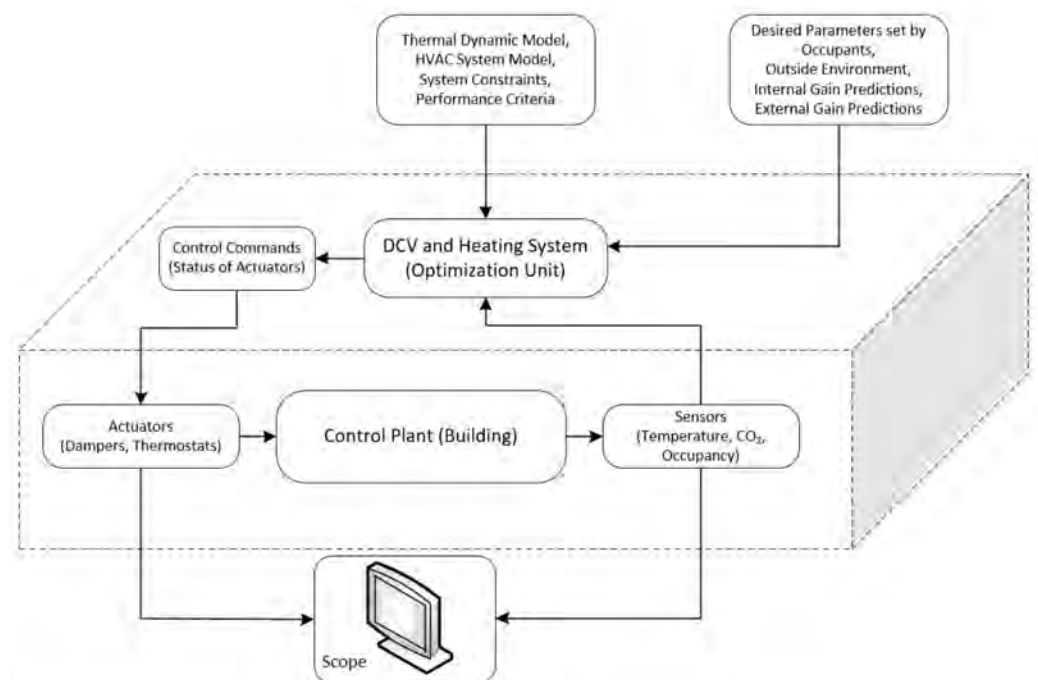 Thermal Dynamic Model,
HVAC System Model,
System Constraints,
Performance Criteria
Desired Parameters set by
Occupants,
Outside Environment,
Internal Gain Predictions,
External Gain Predictions
Control Commands
(Status of Actuators)
DCV and Heating System
(Optimization Unit)
Actuators
(Dampers, Thermostats)
Control Plant (Building)
Sensors
(Temperature, CO₂,
Occupancy)
Scope